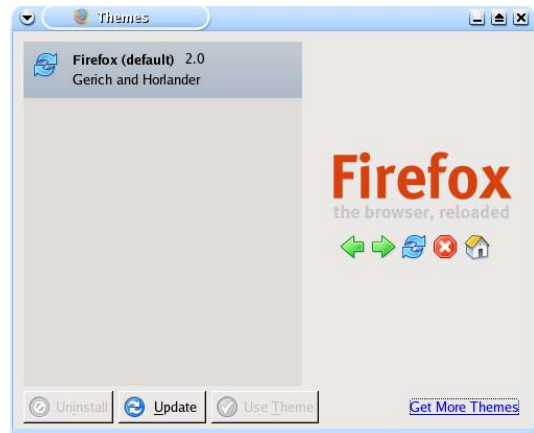 Themes
Firefox (default) 2.0
Gerich and Horlander
Firefox
the browser, reloaded
Uninstall Update Use Theme Get More Themes